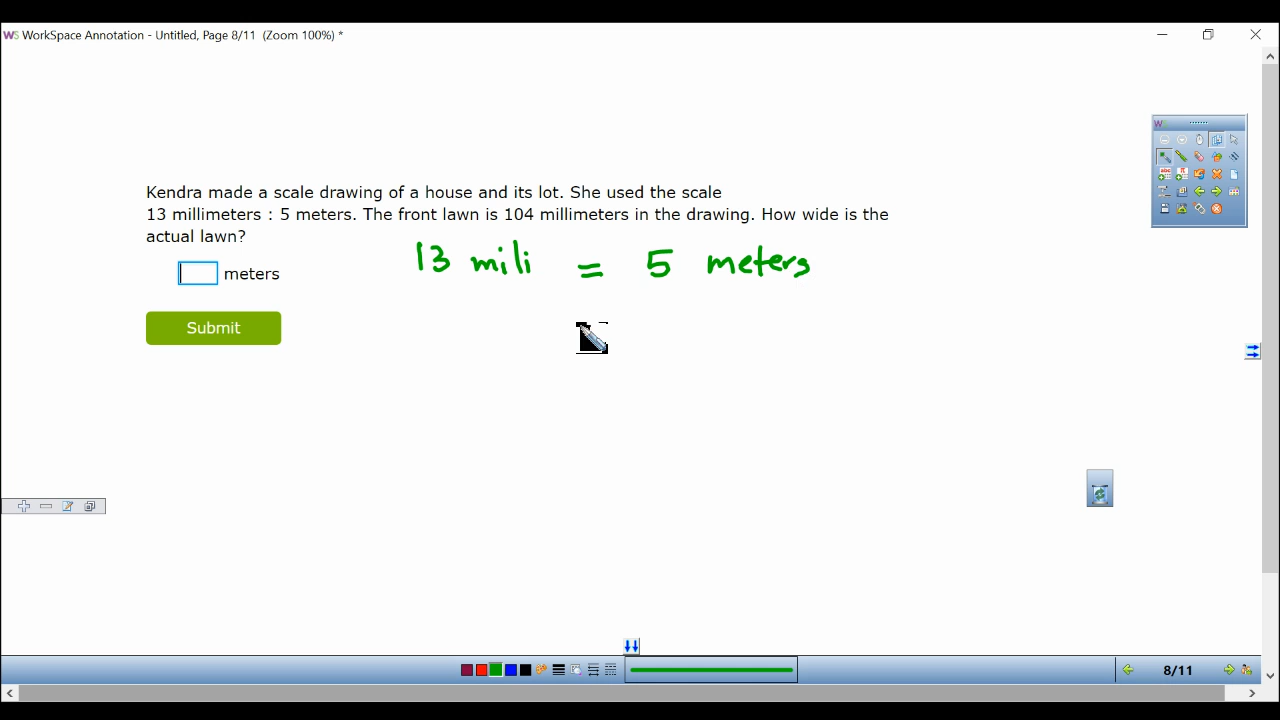 WS WorkSpace Annotation - Untitled, Page 8/11 (Zoom 100%) *
WS
Kendra made a scale drawing of a house and its lot. She used the scale
13 millimeters : 5 meters. The front lawn is 104 millimeters in the drawing. How wide is the
actual lawn?
13 mili = 5 meters
meters
Submit
8/11